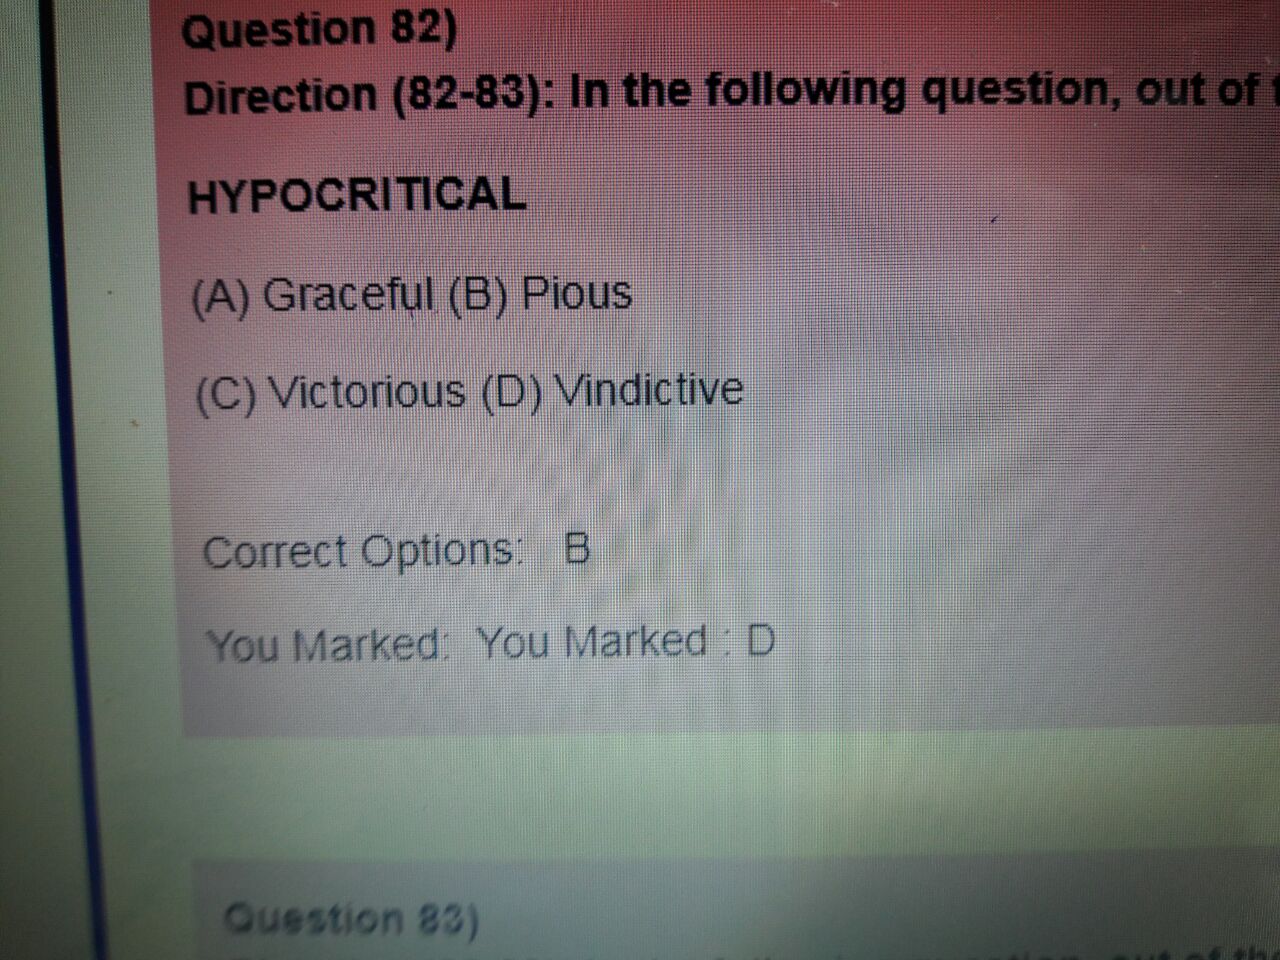 Question 82)
Direction (82-83): In the following question, out of
HYPOCRITICAL
(A) Graceful (B) Pious
(C) Victorious (D) Vindictive
Correct Options: B
You Marked: You Marked : D
Question 83)